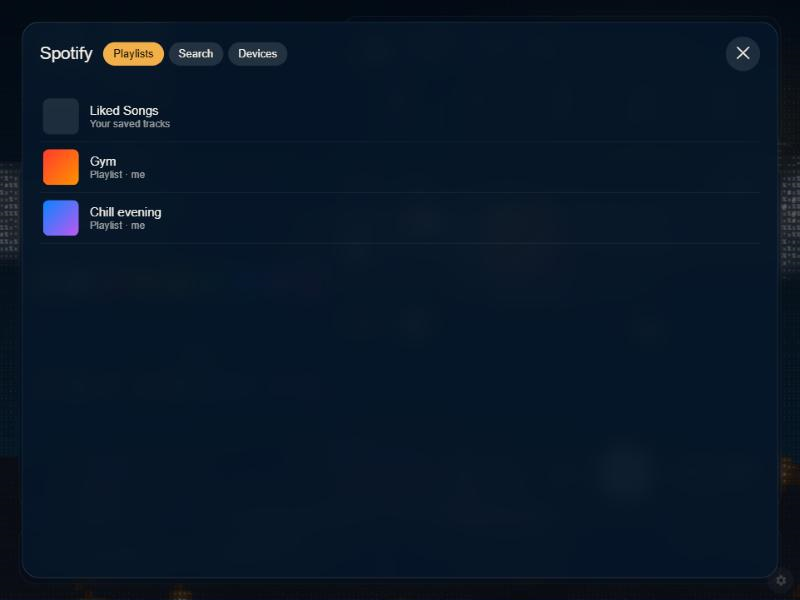 Spotify
Playlists
Search
Devices
Liked Songs
Your saved tracks
Gym
Playlist · me
Chill evening
Playlist · me